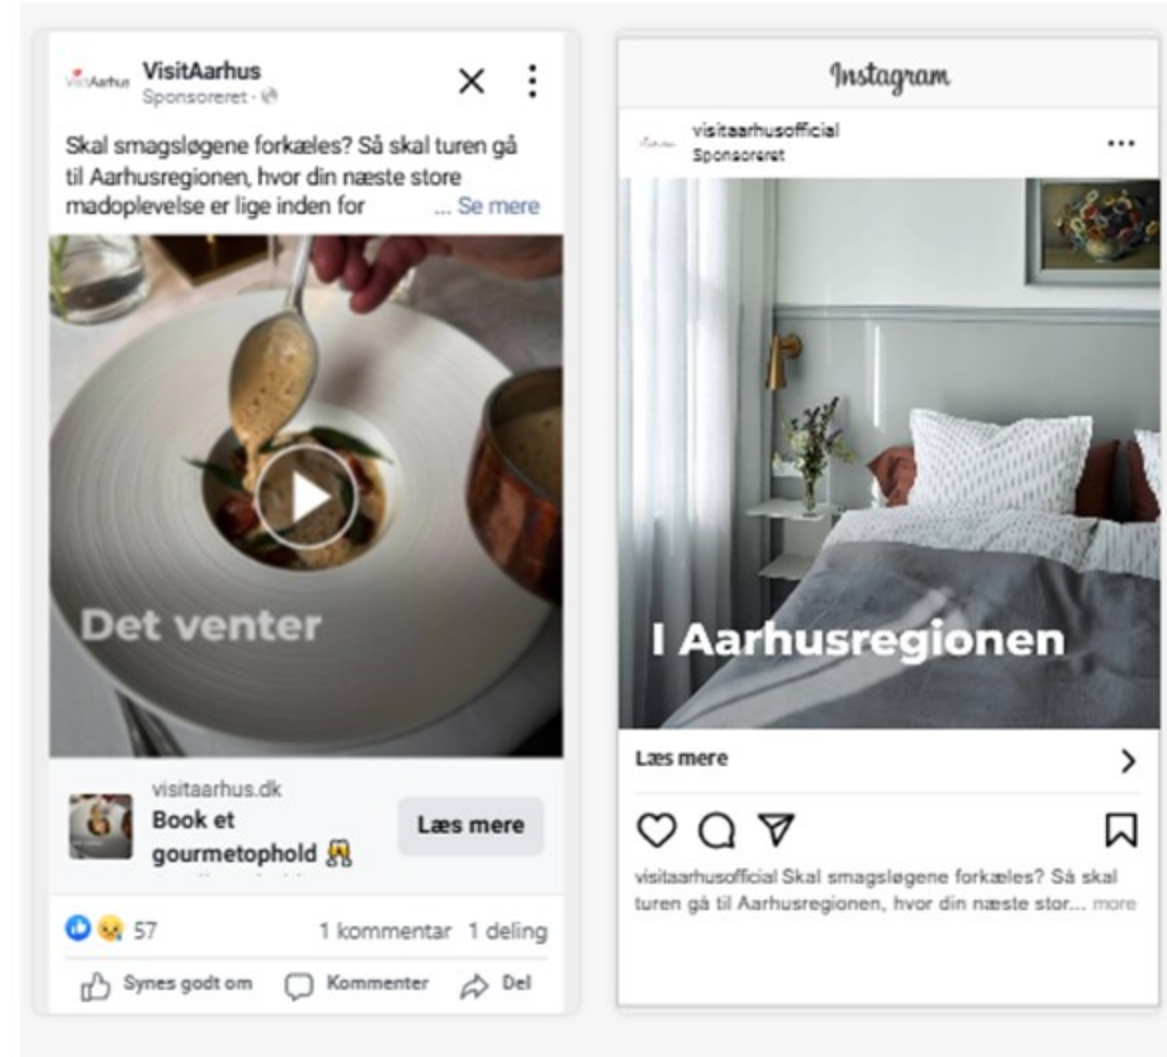 VisitAarhus
VisitAarhus
Sponsoreret ·
Skal smagsløgene forkæles? Så skal turen gå
til Aarhusregionen, hvor din næste store
madoplevelse er lige inden for ... Se mere
Det venter
visitaarhus.dk
Book et
gourmetophold
Læs mere
57
1 kommentar 1 deling
Synes godt om
Kommenter
Del
Instagram
visitaarhusofficial
Sponsoreret
I Aarhusregionen
Læs mere
visitaarhusofficial Skal smagsløgene forkæles? Så skal
turen gå til Aarhusregionen, hvor din næste stor... more